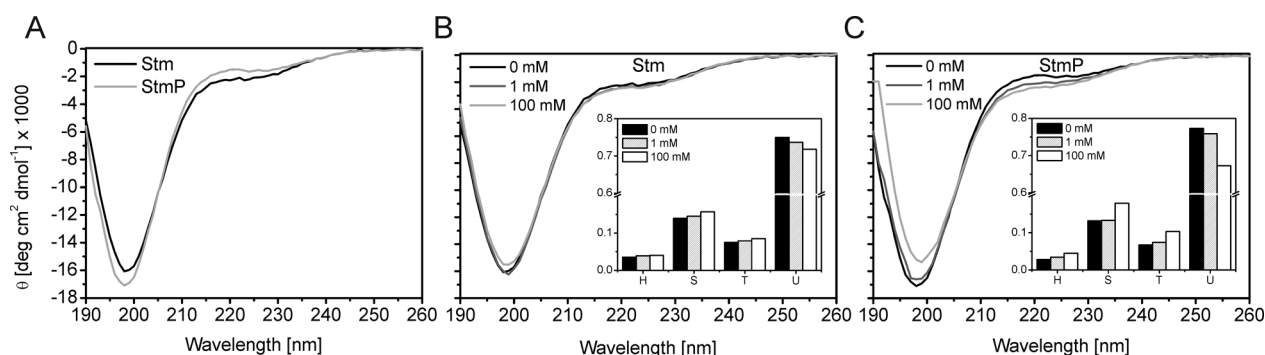 A B C
θ [deg cm² dmol⁻¹] x 1000
0
-2
-4
-6
-8
-10
-12
-14
-16
-18
Stm
StmP
190 200 210 220 230 240 250 260
Wavelength [nm]
Stm
0 mM
1 mM
100 mM
0 mM
1 mM
100 mM
0.8
0.7
0.6
0.1
0.0
H S T U
190 200 210 220 230 240 250 260
Wavelength [nm]
StmP
0 mM
1 mM
100 mM
0 mM
1 mM
100 mM
0.8
0.7
0.6
0.1
0.0
H S T U
190 200 210 220 230 240 250 260
Wavelength [nm]